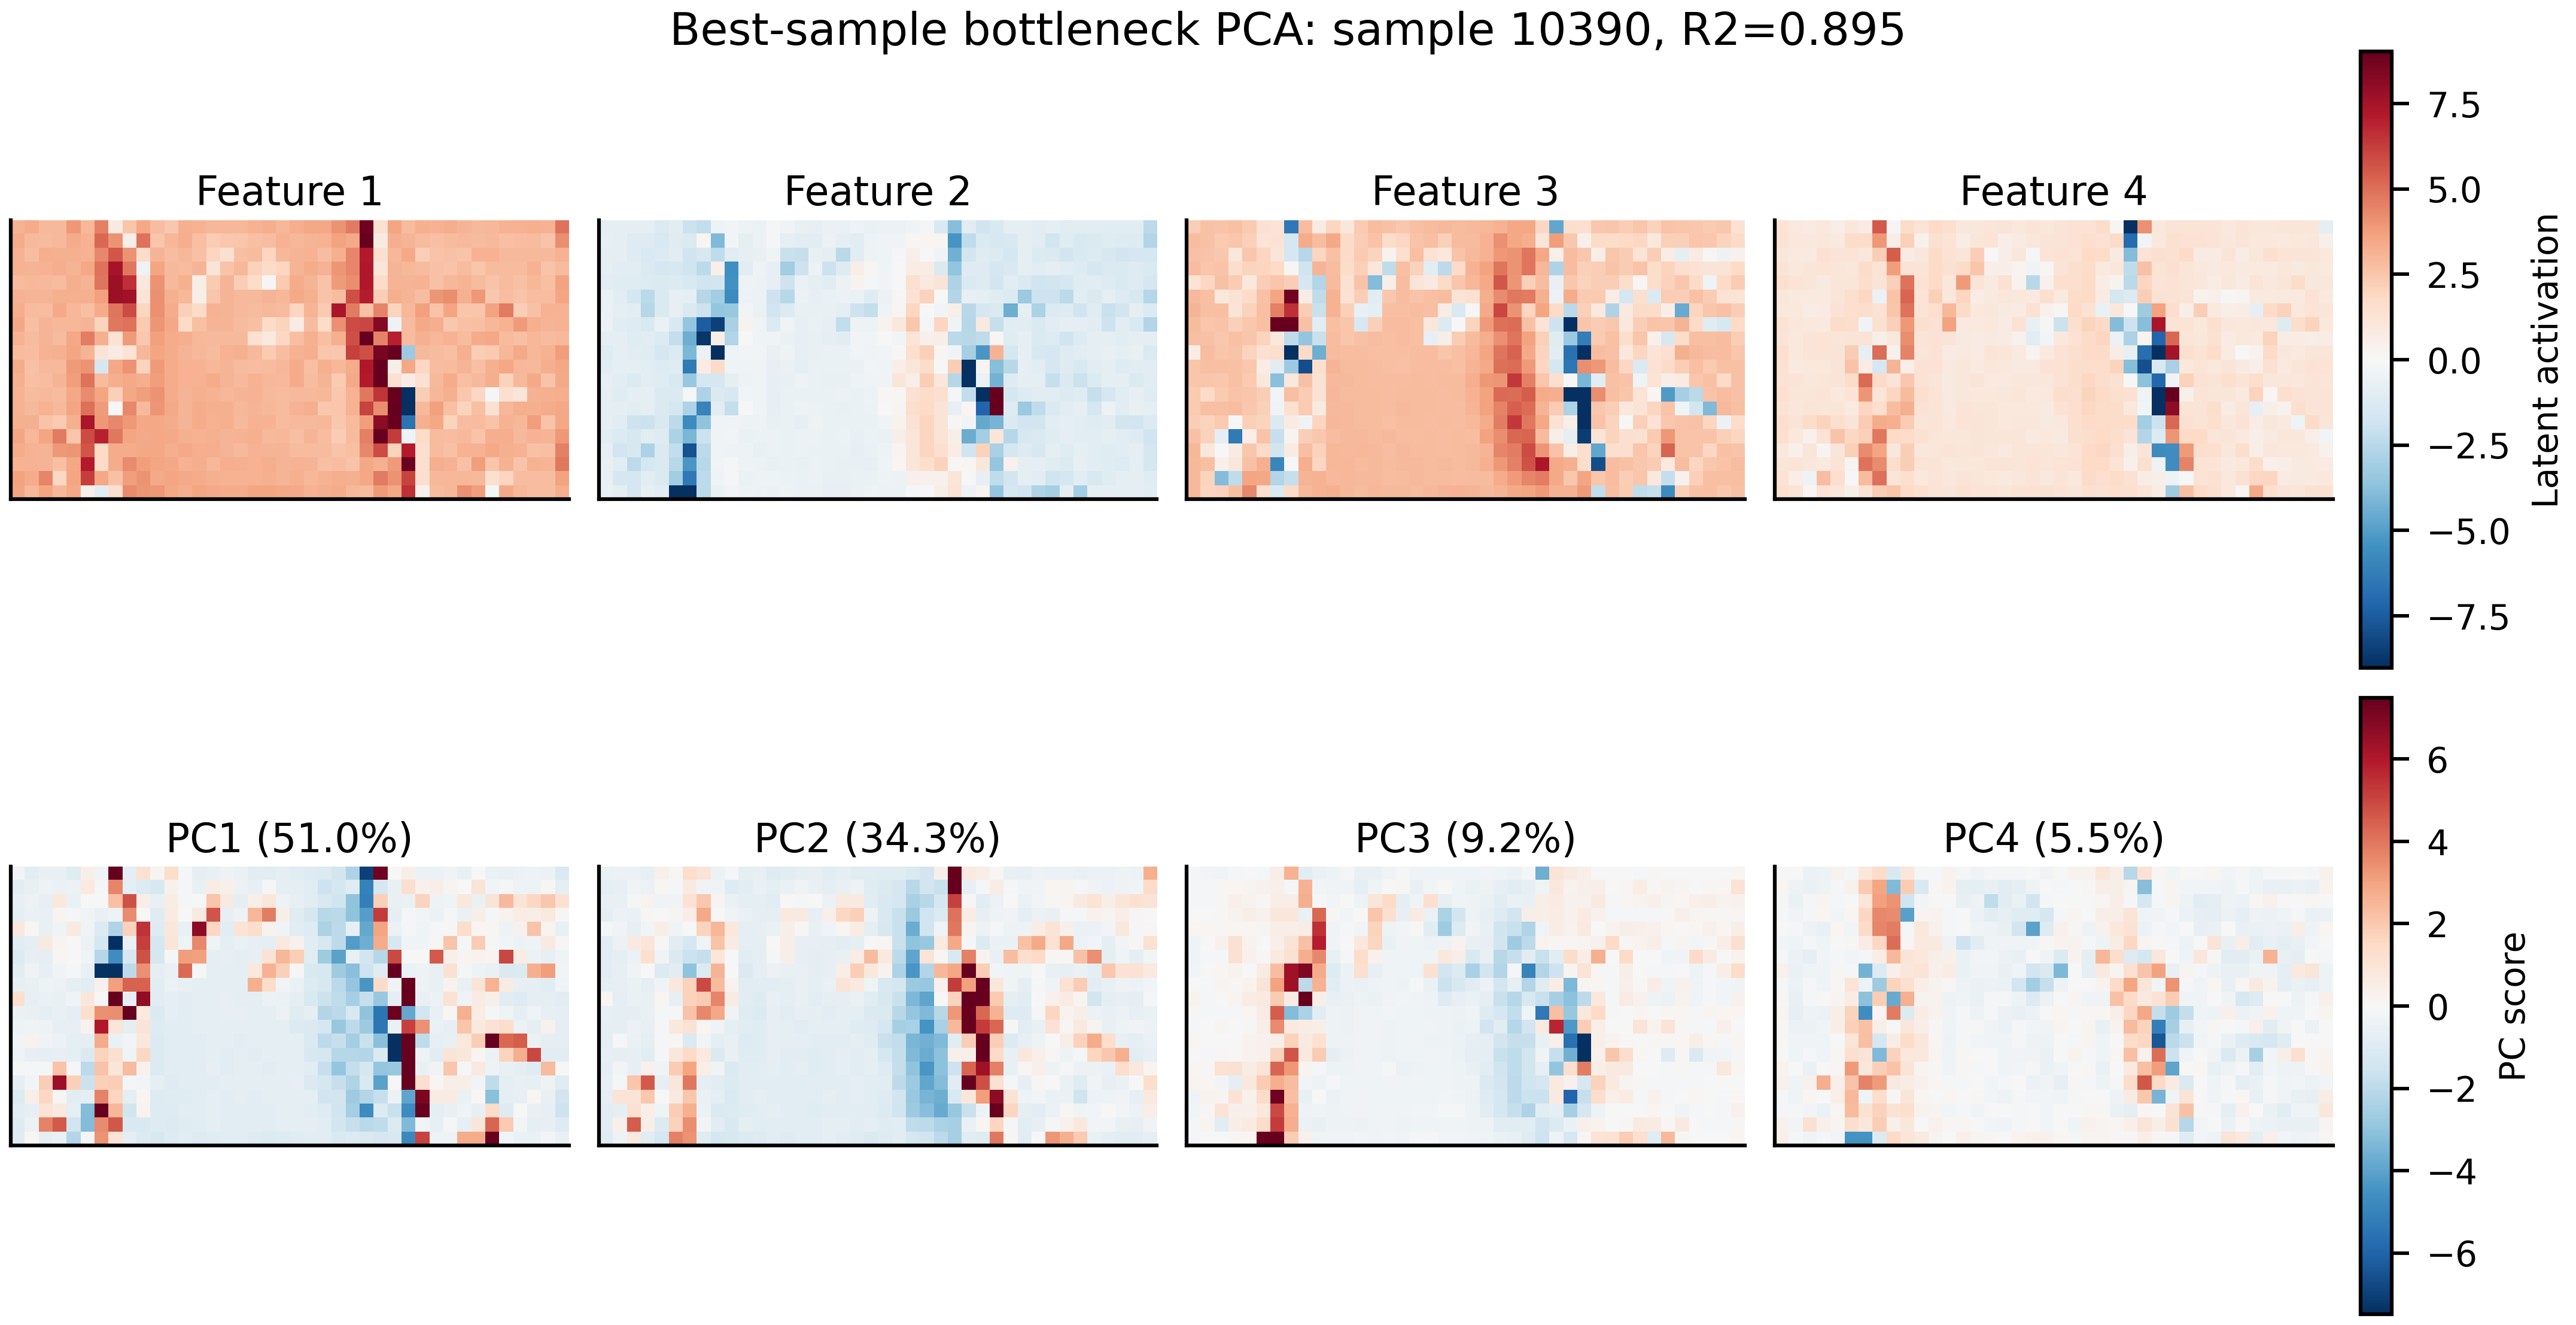 Best-sample bottleneck PCA: sample 10390, R2=0.895
Feature 1
Feature 2
Feature 3
Feature 4
7.5
5.0
2.5
0.0
−2.5
−5.0
−7.5
Latent activation
PC1 (51.0%)
PC2 (34.3%)
PC3 (9.2%)
PC4 (5.5%)
6
4
2
0
−2
−4
−6
PC score